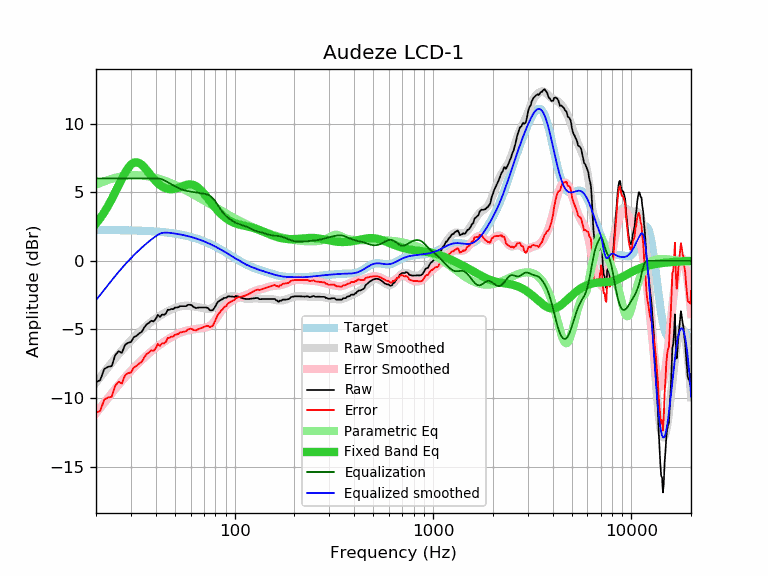 Audeze LCD-1
Amplitude (dBr)
10
5
0
−5
−10
−15
Target
Raw Smoothed
Error Smoothed
Raw
Error
Parametric Eq
Fixed Band Eq
Equalization
Equalized smoothed
100
1000
10000
Frequency (Hz)